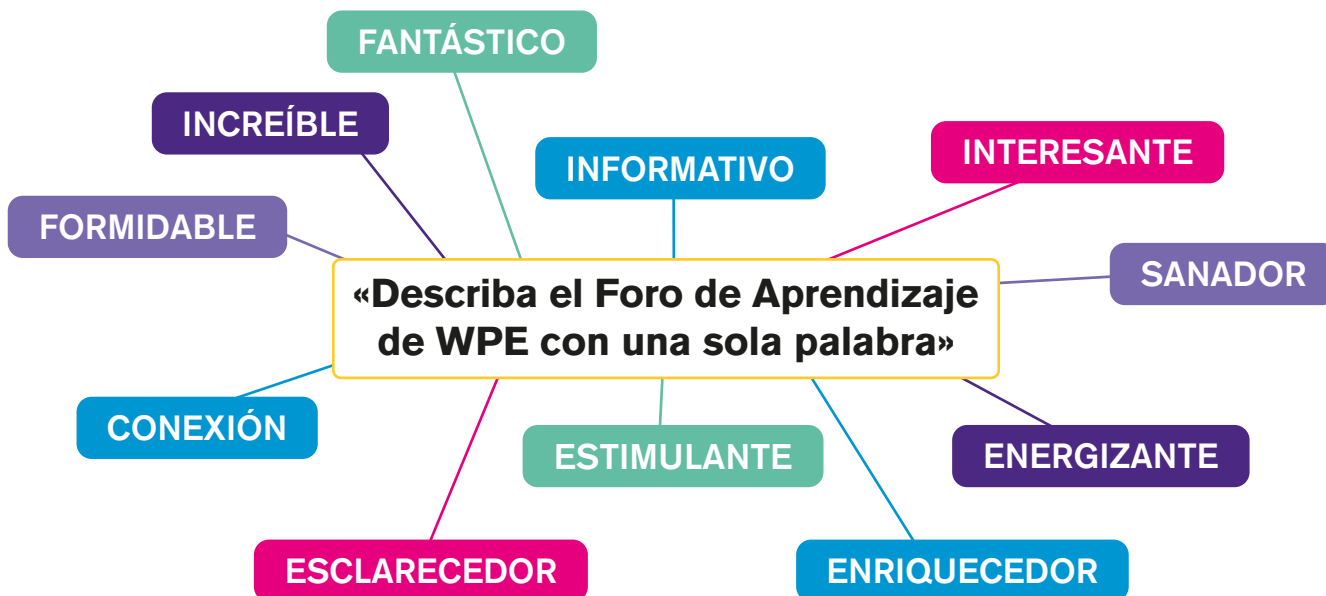 FANTÁSTICO
INCREÍBLE
INFORMATIVO
INTERESANTE
FORMIDABLE
SANADOR
«Describa el Foro de Aprendizaje
de WPE con una sola palabra»
CONEXIÓN
ESTIMULANTE
ENERGIZANTE
ESCLARECEDOR
ENRIQUECEDOR